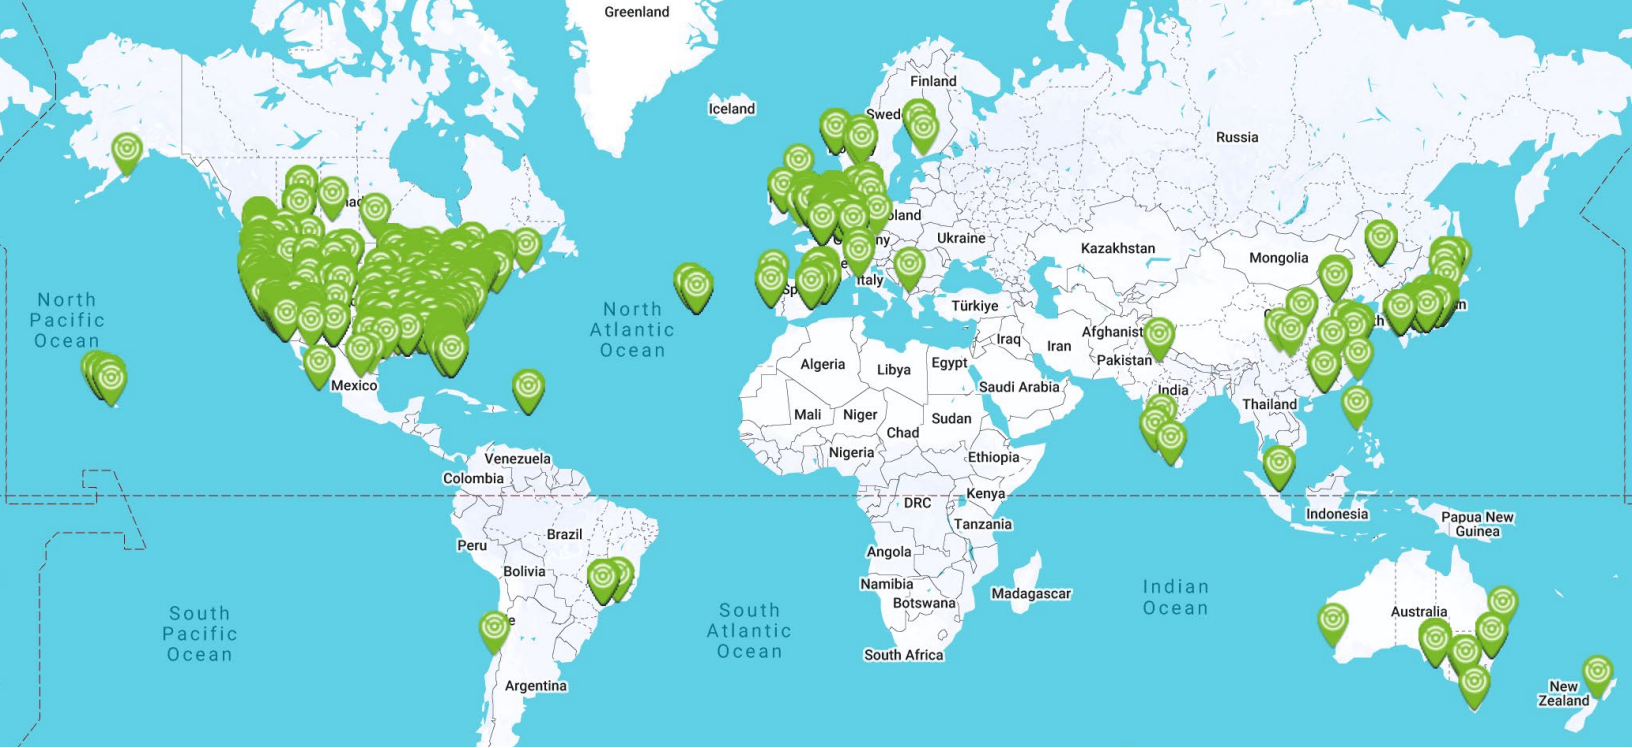 Greenland
Finland
Iceland
Swed
Russia
nad
oland
Ukraine
Kazakhstan
Mongolia
North
Pacific
Ocean
North
Atlantic
Ocean
Italy
Türkiye
Afghanist
Iraq
Iran
Pakistan
Algeria
Libya
Egypt
Saudi Arabia
Mexico
India
Thailand
Mali
Niger
Chad
Sudan
Nigeria
Ethiopia
Venezuela
Colombia
DRC
Kenya
Tanzania
Indonesia
Papua New
Guinea
Peru
Brazil
Bolivia
Angola
Namibia
Botswana
Madagascar
South Africa
South
Pacific
Ocean
South
Atlantic
Ocean
Indian
Ocean
Australia
Argentina
New
Zealand